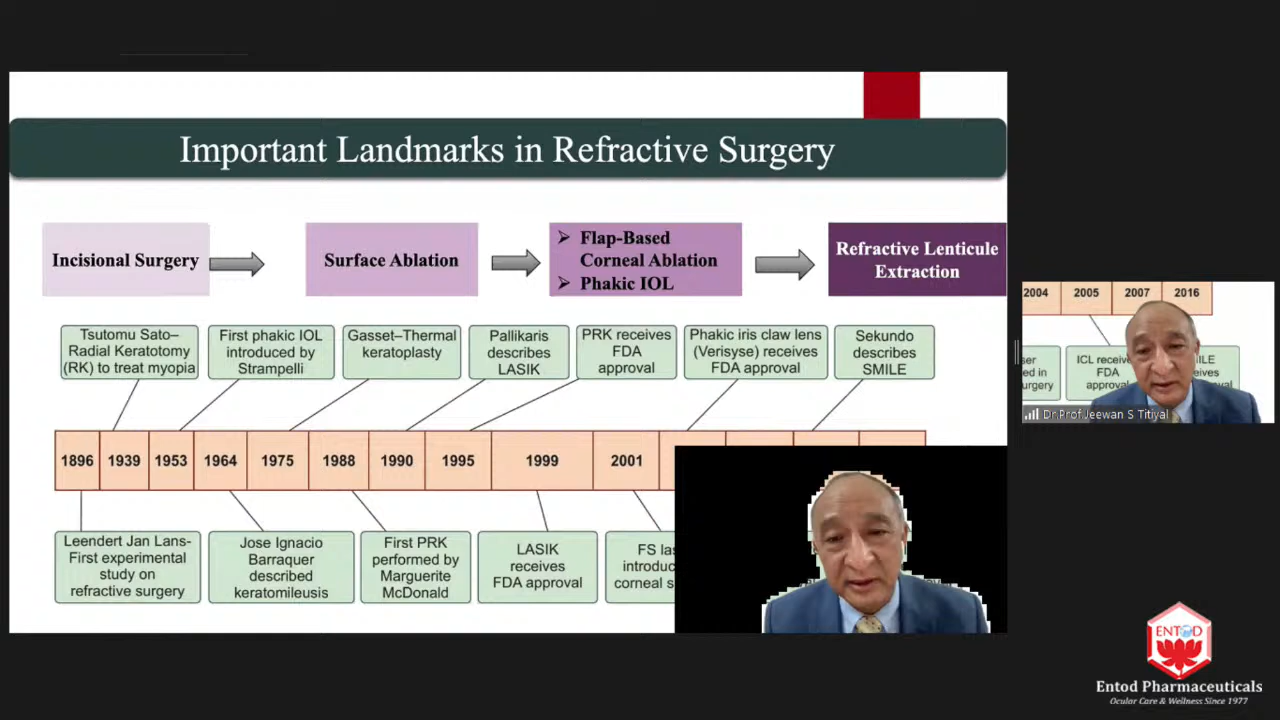 Important Landmarks in Refractive Surgery
Incisional Surgery
Surface Ablation
➢ Flap-Based
Corneal Ablation
➢ Phakic IOL
Refractive Lenticule
Extraction
Tsutomu Sato–
Radial Keratotomy
(RK) to treat myopia
First phakic IOL
introduced by
Strampelli
Gasset–Thermal
keratoplasty
Pallikaris
describes
LASIK
PRK receives
FDA
approval
Phakic iris claw lens
(Verisyse) receives
FDA approval
Sekundo
describes
SMILE
1896 1939 1953 1964 1975 1988 1990 1995 1999 2001
Leendert Jan Lans-
First experimental
study on
refractive surgery
Jose Ignacio
Barraquer
described
keratomileusis
First PRK
performed by
Marguerite
McDonald
LASIK
receives
FDA approval
FS
corneal
2004 2005 2007 2016
ed in
urgery
ICL
FDA
Dr.Prof.Jeewan S Titiyal
ENTOD
Entod Pharmaceuticals
Ocular Care & Wellness Since 1977